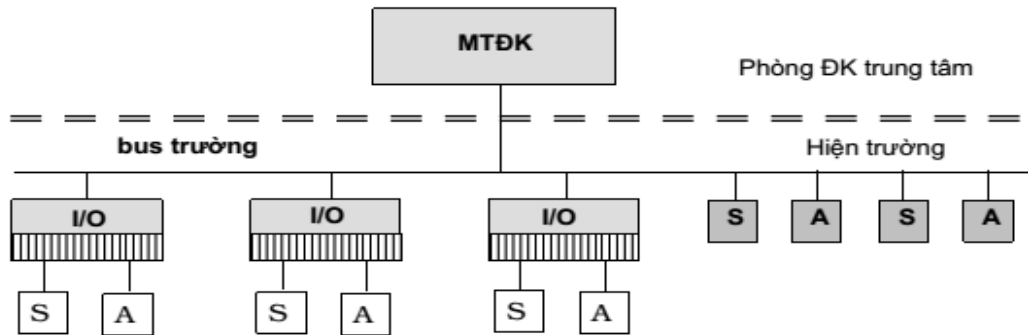 MTĐK
Phòng ĐK trung tâm
bus trường
Hiện trường
I/O I/O I/O S A S A
S A S A S A